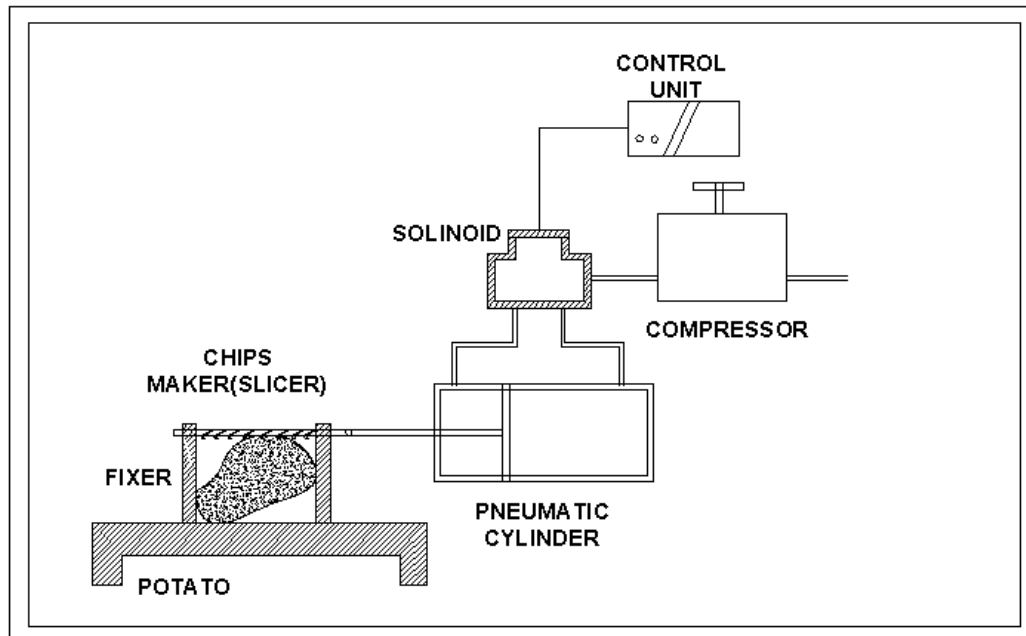 CONTROL
UNIT
SOLINOID
COMPRESSOR
CHIPS
MAKER(SLICER)
FIXER
PNEUMATIC
CYLINDER
POTATO